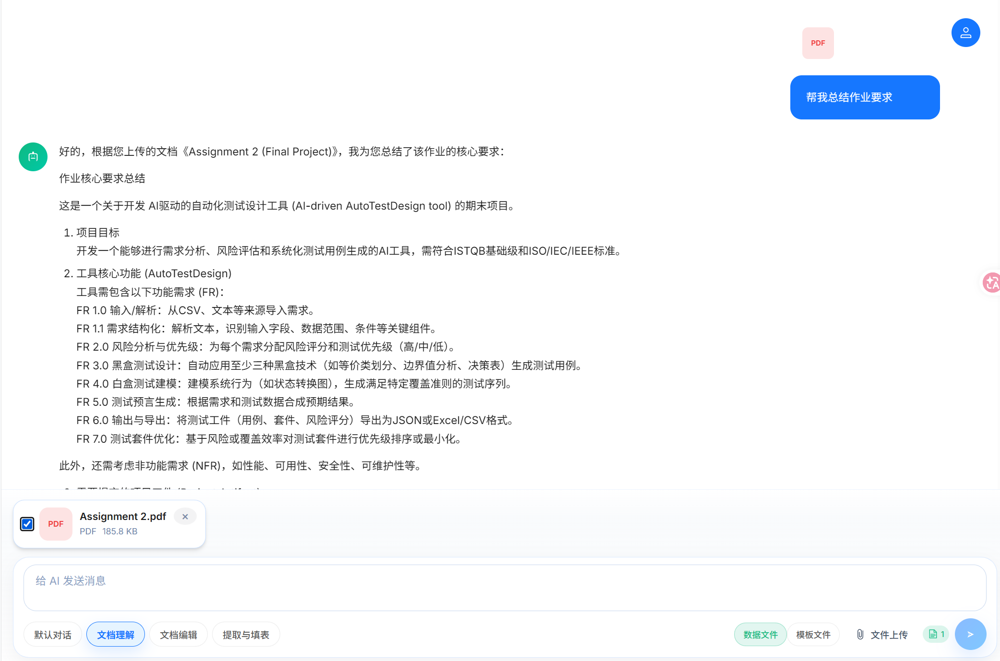 PDF
帮我总结作业要求
好的，根据您上传的文档《Assignment 2 (Final Project)》，我为您总结了该作业的核心要求：
作业核心要求总结
这是一个关于开发 AI驱动的自动化测试设计工具 (AI-driven AutoTestDesign tool) 的期末项目。
1. 项目目标
开发一个能够进行需求分析、风险评估和系统化测试用例生成的AI工具，需符合ISTQB基础级和ISO/IEC/IEEE标准。
2. 工具核心功能 (AutoTestDesign)
工具需包含以下功能需求 (FR)：
FR 1.0 输入/解析：从CSV、文本等来源导入需求。
FR 1.1 需求结构化：解析文本，识别输入字段、数据范围、条件等关键组件。
FR 2.0 风险分析与优先级：为每个需求分配风险评分和测试优先级（高/中/低）。
FR 3.0 黑盒测试设计：自动应用至少三种黑盒技术（如等价类划分、边界值分析、决策表）生成测试用例。
FR 4.0 白盒测试建模：建模系统行为（如状态转换图），生成满足特定覆盖准则的测试序列。
FR 5.0 测试预言生成：根据需求和测试数据合成预期结果。
FR 6.0 输出与导出：将测试工件（用例、套件、风险评分）导出为JSON或Excel/CSV格式。
FR 7.0 测试套件优化：基于风险或覆盖效率对测试套件进行优先级排序或最小化。
此外，还需考虑非功能需求 (NFR)，如性能、可用性、安全性、可维护性等。
PDF
Assignment 2.pdf
PDF 185.8 KB
给 AI 发送消息
默认对话 文档理解 文档编辑 提取与填表 数据文件 模板文件 文件上传 1